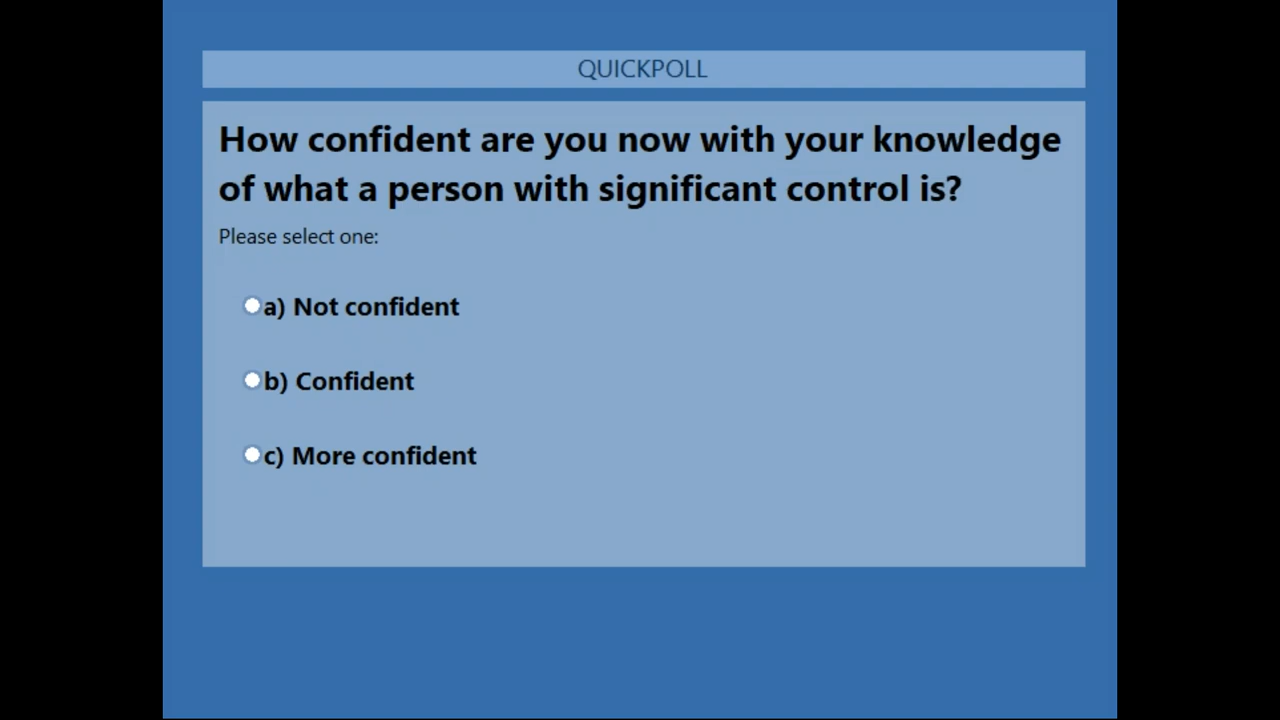 QUICKPOLL
How confident are you now with your knowledge
of what a person with significant control is?
Please select one:
a) Not confident
b) Confident
c) More confident